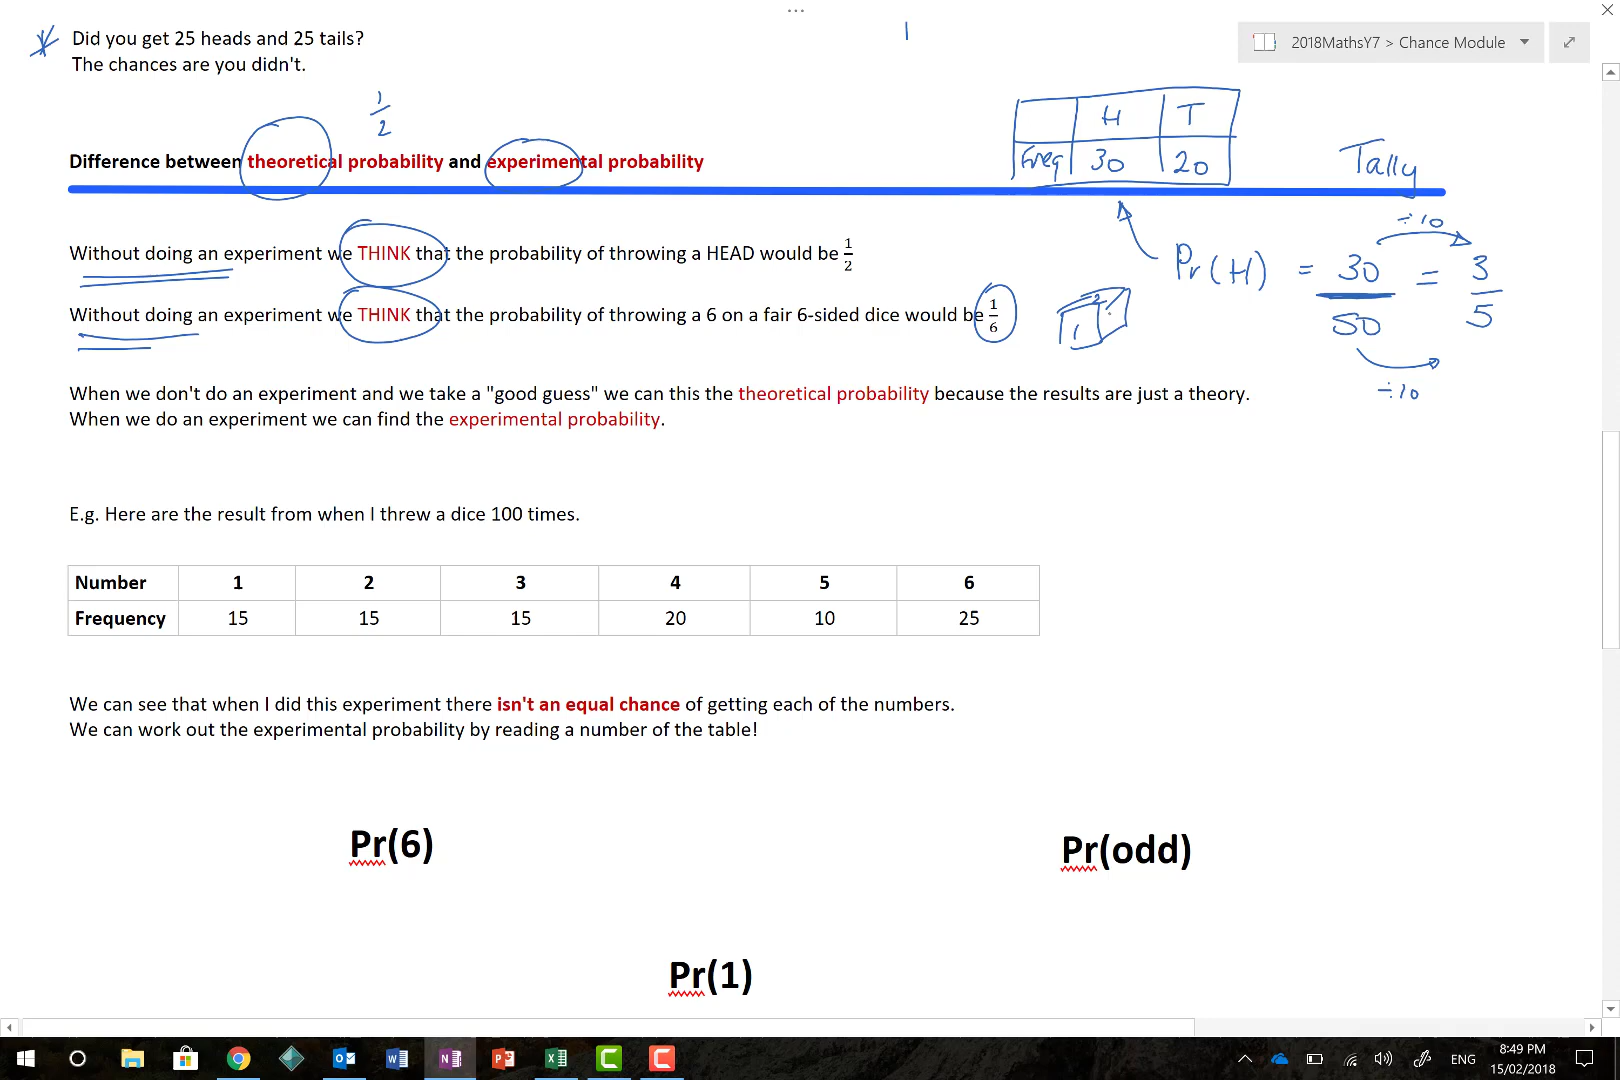 ...
Did you get 25 heads and 25 tails?
The chances are you didn't.
2018MathsY7 > Chance Module
1/2
H T
Freq 30 20
Tally
Difference between theoretical probability and experimental probability
÷10
Without doing an experiment we THINK that the probability of throwing a HEAD would be 1/2
Pr(H) = 30/50 = 3/5
÷10
Without doing an experiment we THINK that the probability of throwing a 6 on a fair 6-sided dice would be 1/6
1 2
When we don't do an experiment and we take a "good guess" we can this the theoretical probability because the results are just a theory.
When we do an experiment we can find the experimental probability.
E.g. Here are the result from when I threw a dice 100 times.
Number 1 2 3 4 5 6
Frequency 15 15 15 20 10 25
We can see that when I did this experiment there isn't an equal chance of getting each of the numbers.
We can work out the experimental probability by reading a number of the table!
Pr(6)
Pr(odd)
Pr(1)
ENG
8:49 PM
15/02/2018